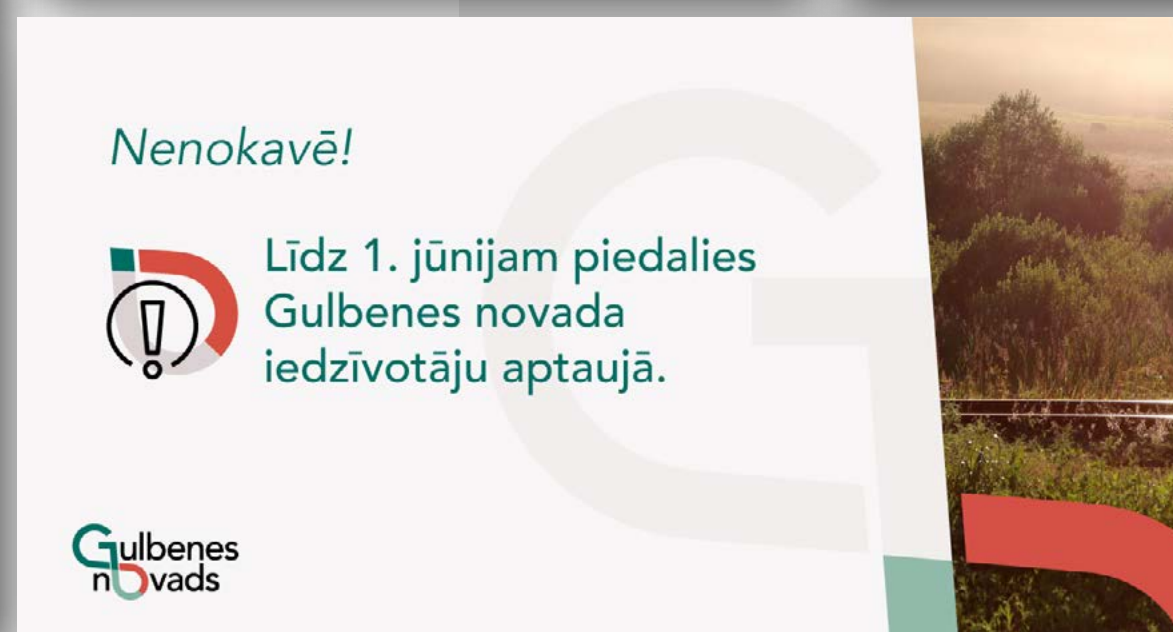 Nenokavē!
Līdz 1. jūnijam piedalies
Gulbenes novada
iedzīvotāju aptaujā.
Gulbenes
novads